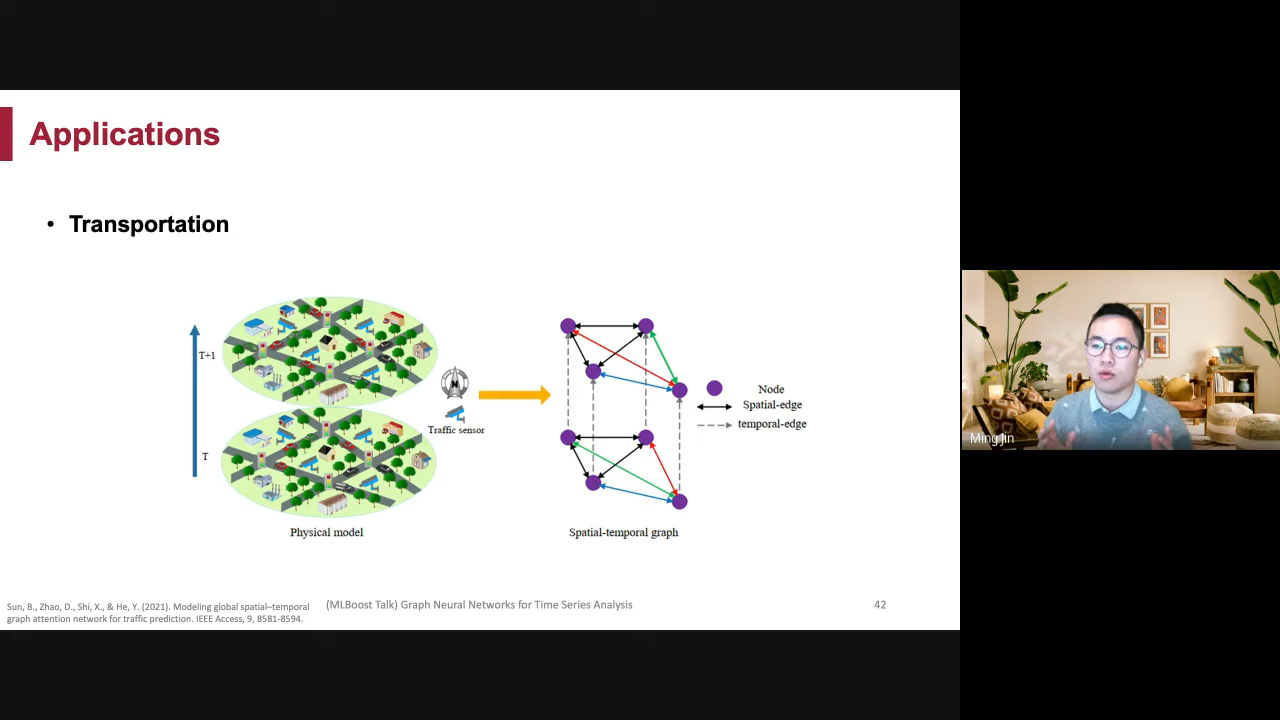 Applications
• Transportation
T+1
T
N
Traffic sensor
Physical model
Node
Spatial-edge
temporal-edge
Spatial-temporal graph
Sun, B., Zhao, D., Shi, X., & He, Y. (2021). Modeling global spatial–temporal
graph attention network for traffic prediction. IEEE Access, 9, 8581-8594.
(MLBoost Talk) Graph Neural Networks for Time Series Analysis
42
Ming Jin